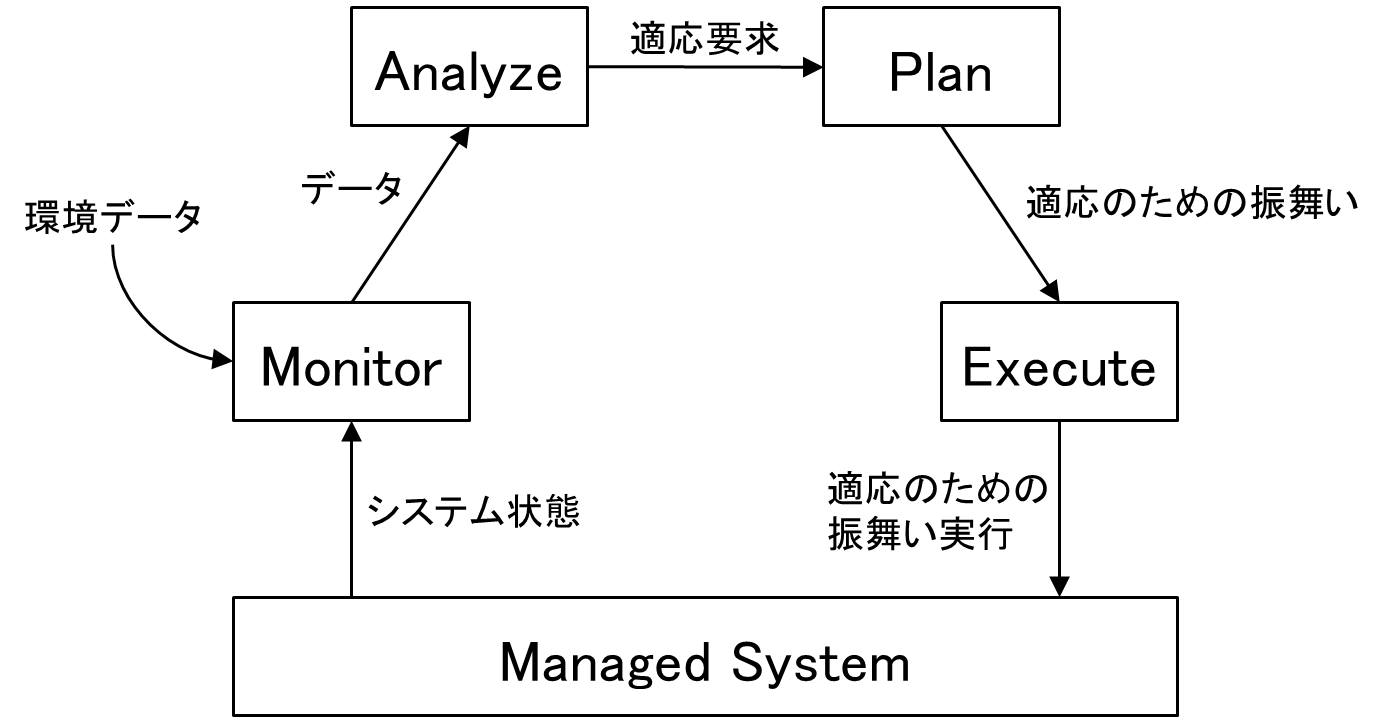 Analyze
適応要求
Plan
データ
環境データ
適応のための振舞い
Monitor
Execute
システム状態
適応のための
振舞い実行
Managed System